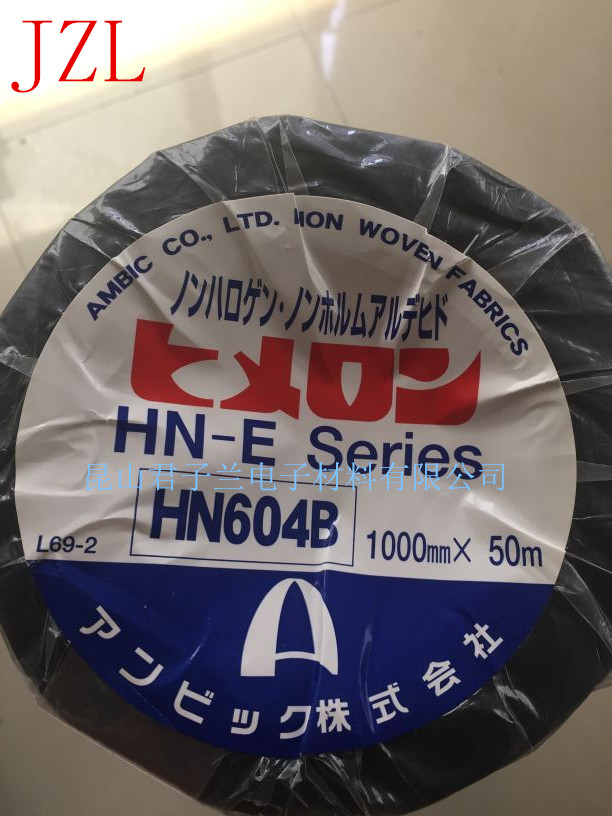 JZL
AMBIC CO., LTD. NON WOVEN FABRICS
ノンハロゲン・ノンホルムアルデヒド
ヒメロン
HN-E Series
昆山君子兰电子材料有限公司
HN604B
1000mm× 50m
L69-2
アンビック株式会社